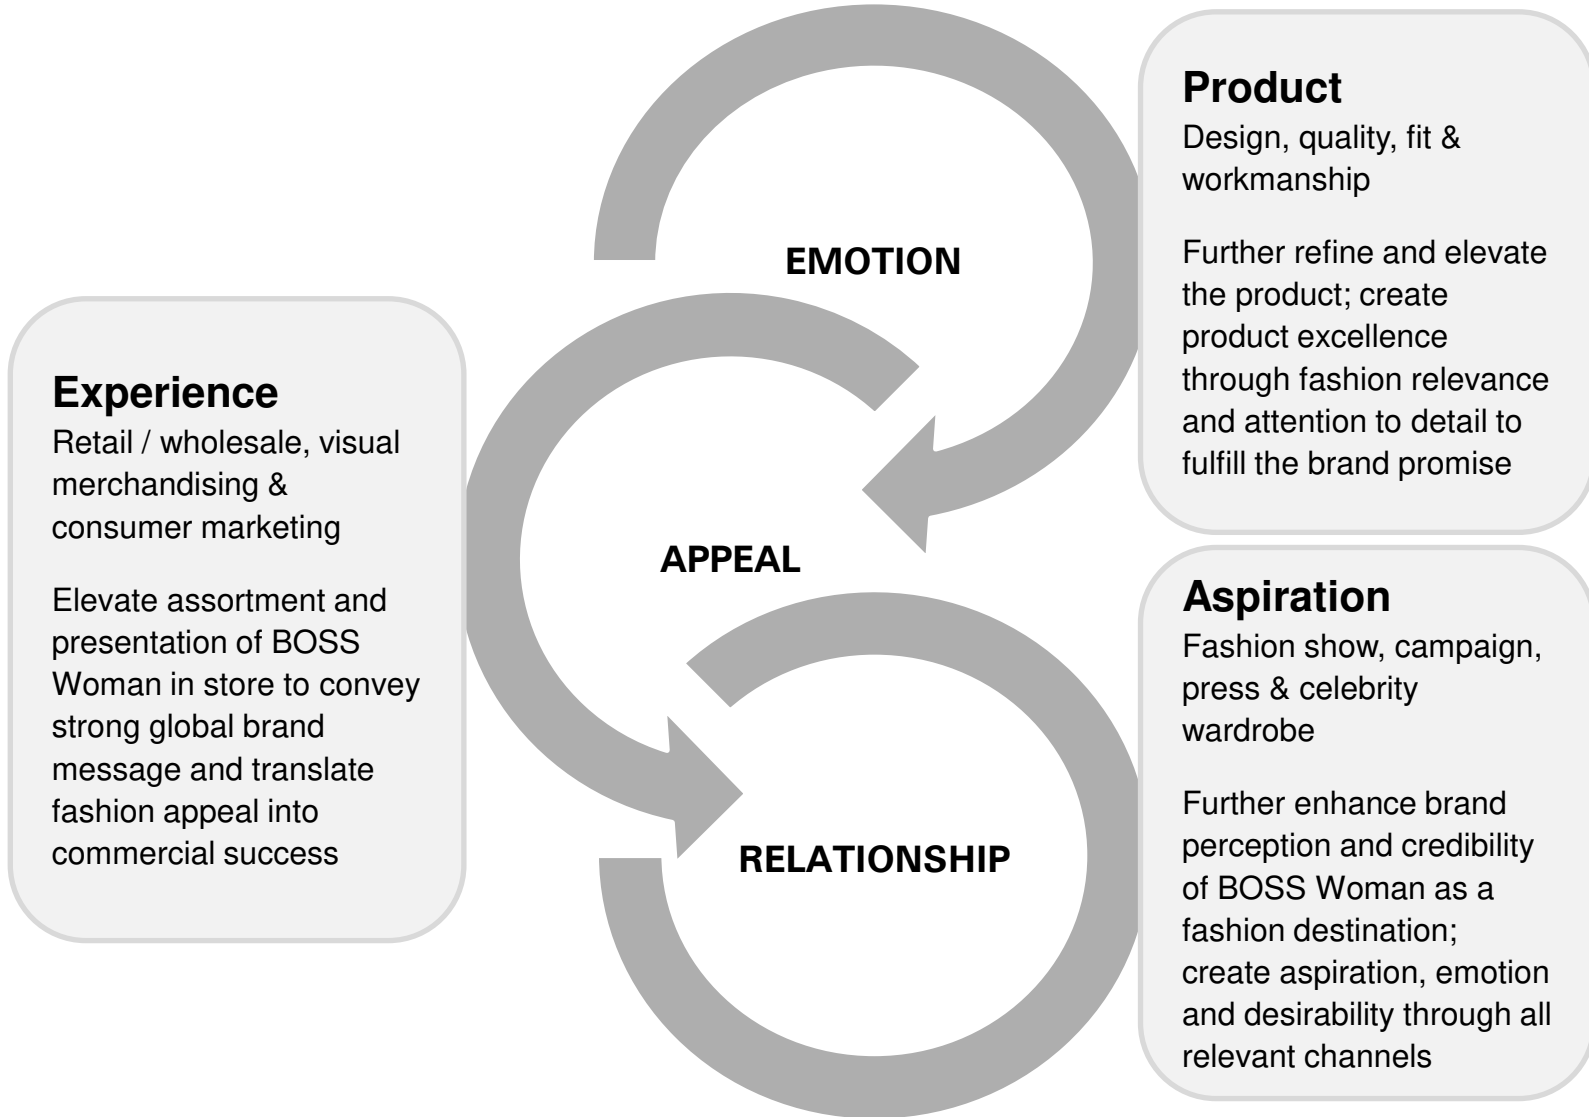 EMOTION
Product
Design, quality, fit &
workmanship
Further refine and elevate
the product; create
product excellence
through fashion relevance
and attention to detail to
fulfill the brand promise
Experience
Retail / wholesale, visual
merchandising &
consumer marketing
Elevate assortment and
presentation of BOSS
Woman in store to convey
strong global brand
message and translate
fashion appeal into
commercial success
APPEAL
Aspiration
Fashion show, campaign,
press & celebrity
wardrobe
Further enhance brand
perception and credibility
of BOSS Woman as a
fashion destination;
create aspiration, emotion
and desirability through all
relevant channels
RELATIONSHIP